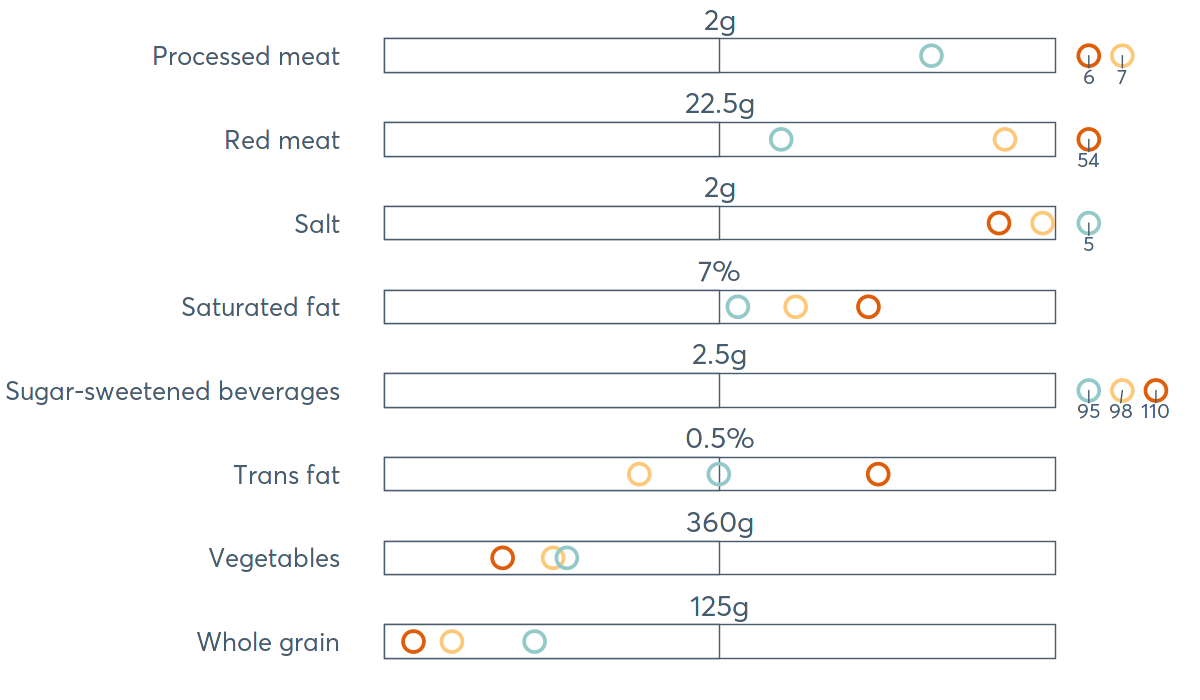 2g
Processed meat
6 7
22.5g
Red meat
54
2g
Salt
5
7%
Saturated fat
2.5g
Sugar-sweetened beverages
95 98 110
0.5%
Trans fat
360g
Vegetables
125g
Whole grain